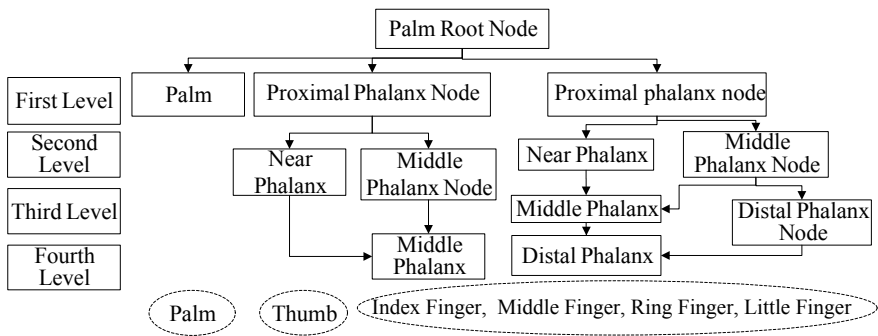 Palm Root Node
First Level
Palm
Proximal Phalanx Node
Proximal phalanx node
Second
Level
Near
Phalanx
Middle
Phalanx Node
Near Phalanx
Middle
Phalanx Node
Third Level
Middle Phalanx
Distal Phalanx
Node
Fourth
Level
Middle
Phalanx
Distal Phalanx
Palm
Thumb
Index Finger, Middle Finger, Ring Finger, Little Finger